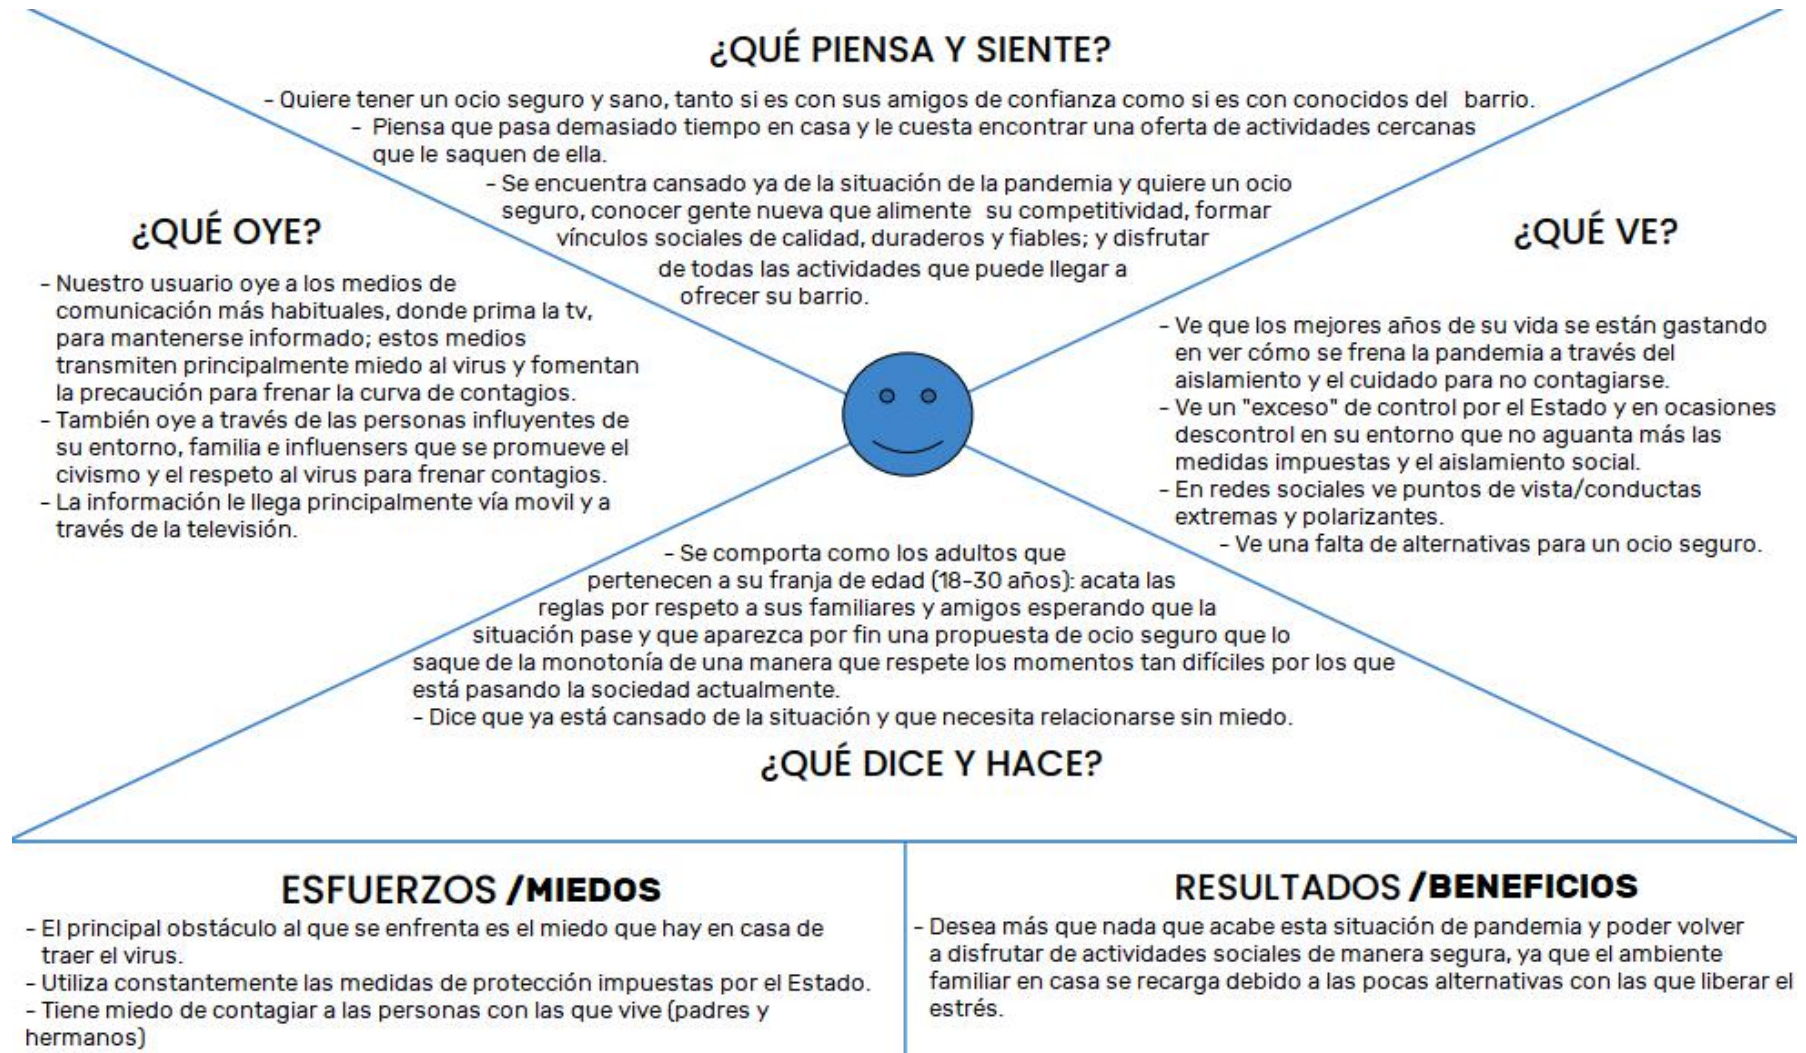 ¿QUÉ PIENSA Y SIENTE?
- Quiere tener un ocio seguro y sano, tanto si es con sus amigos de confianza como si es con conocidos del barrio.
- Piensa que pasa demasiado tiempo en casa y le cuesta encontrar una oferta de actividades cercanas
que le saquen de ella.
- Se encuentra cansado ya de la situación de la pandemia y quiere un ocio
seguro, conocer gente nueva que alimente su competitividad, formar
vínculos sociales de calidad, duraderos y fiables; y disfrutar
de todas las actividades que puede llegar a
ofrecer su barrio.
¿QUÉ OYE?
- Nuestro usuario oye a los medios de
comunicación más habituales, donde prima la tv,
para mantenerse informado; estos medios
transmiten principalmente miedo al virus y fomentan
la precaución para frenar la curva de contagios.
- También oye a través de las personas influyentes de
su entorno, familia e influensers que se promueve el
civismo y el respeto al virus para frenar contagios.
- La información le llega principalmente vía movil y a
través de la televisión.
¿QUÉ VE?
- Ve que los mejores años de su vida se están gastando
en ver cómo se frena la pandemia a través del
aislamiento y el cuidado para no contagiarse.
- Ve un "exceso" de control por el Estado y en ocasiones
descontrol en su entorno que no aguanta más las
medidas impuestas y el aislamiento social.
- En redes sociales ve puntos de vista/conductas
extremas y polarizantes.
- Ve una falta de alternativas para un ocio seguro.
- Se comporta como los adultos que
pertenecen a su franja de edad (18-30 años): acata las
reglas por respeto a sus familiares y amigos esperando que la
situación pase y que aparezca por fin una propuesta de ocio seguro que lo
saque de la monotonía de una manera que respete los momentos tan difíciles por los que
está pasando la sociedad actualmente.
- Dice que ya está cansado de la situación y que necesita relacionarse sin miedo.
¿QUÉ DICE Y HACE?
ESFUERZOS /MIEDOS
- El principal obstáculo al que se enfrenta es el miedo que hay en casa de
traer el virus.
- Utiliza constantemente las medidas de protección impuestas por el Estado.
- Tiene miedo de contagiar a las personas con las que vive (padres y
hermanos)
RESULTADOS /BENEFICIOS
- Desea más que nada que acabe esta situación de pandemia y poder volver
a disfrutar de actividades sociales de manera segura, ya que el ambiente
familiar en casa se recarga debido a las pocas alternativas con las que liberar el
estrés.